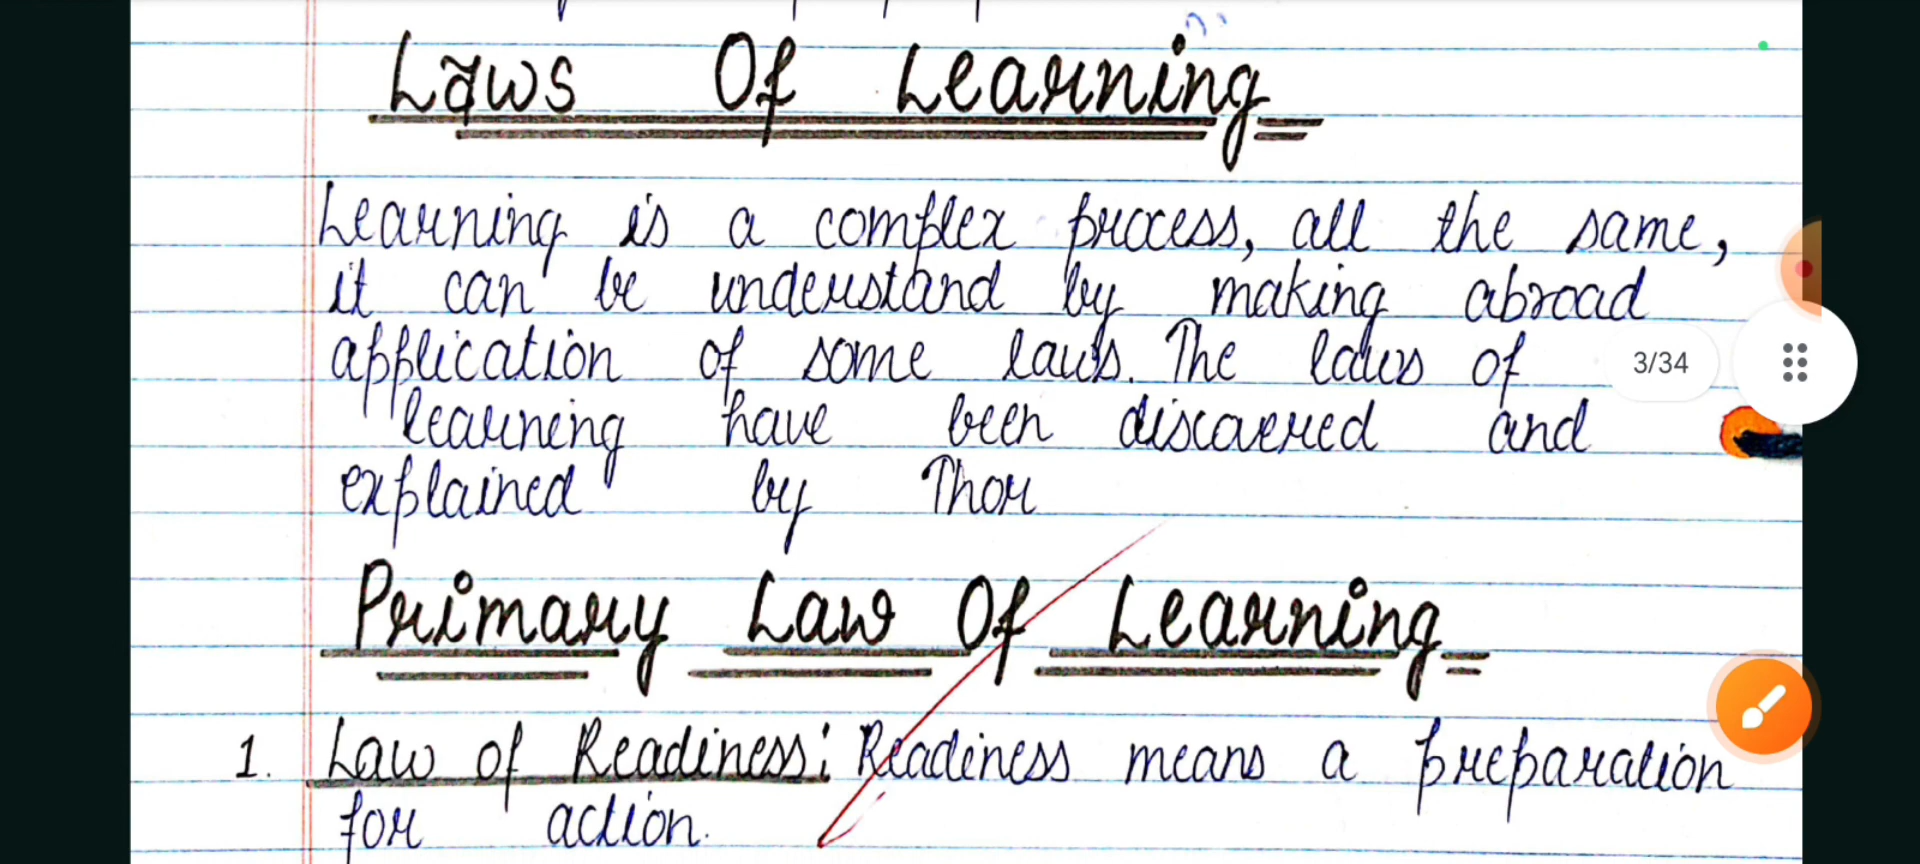 Laws Of Learning
Learning is a complex process, all the same,
it can be understand by making abroad
application of some laws. The laws of
3/34
learning have been discovered and
explained by Thor
Primary Law Of Learning
1. Law of Readiness: Readiness means a preparation
for action.